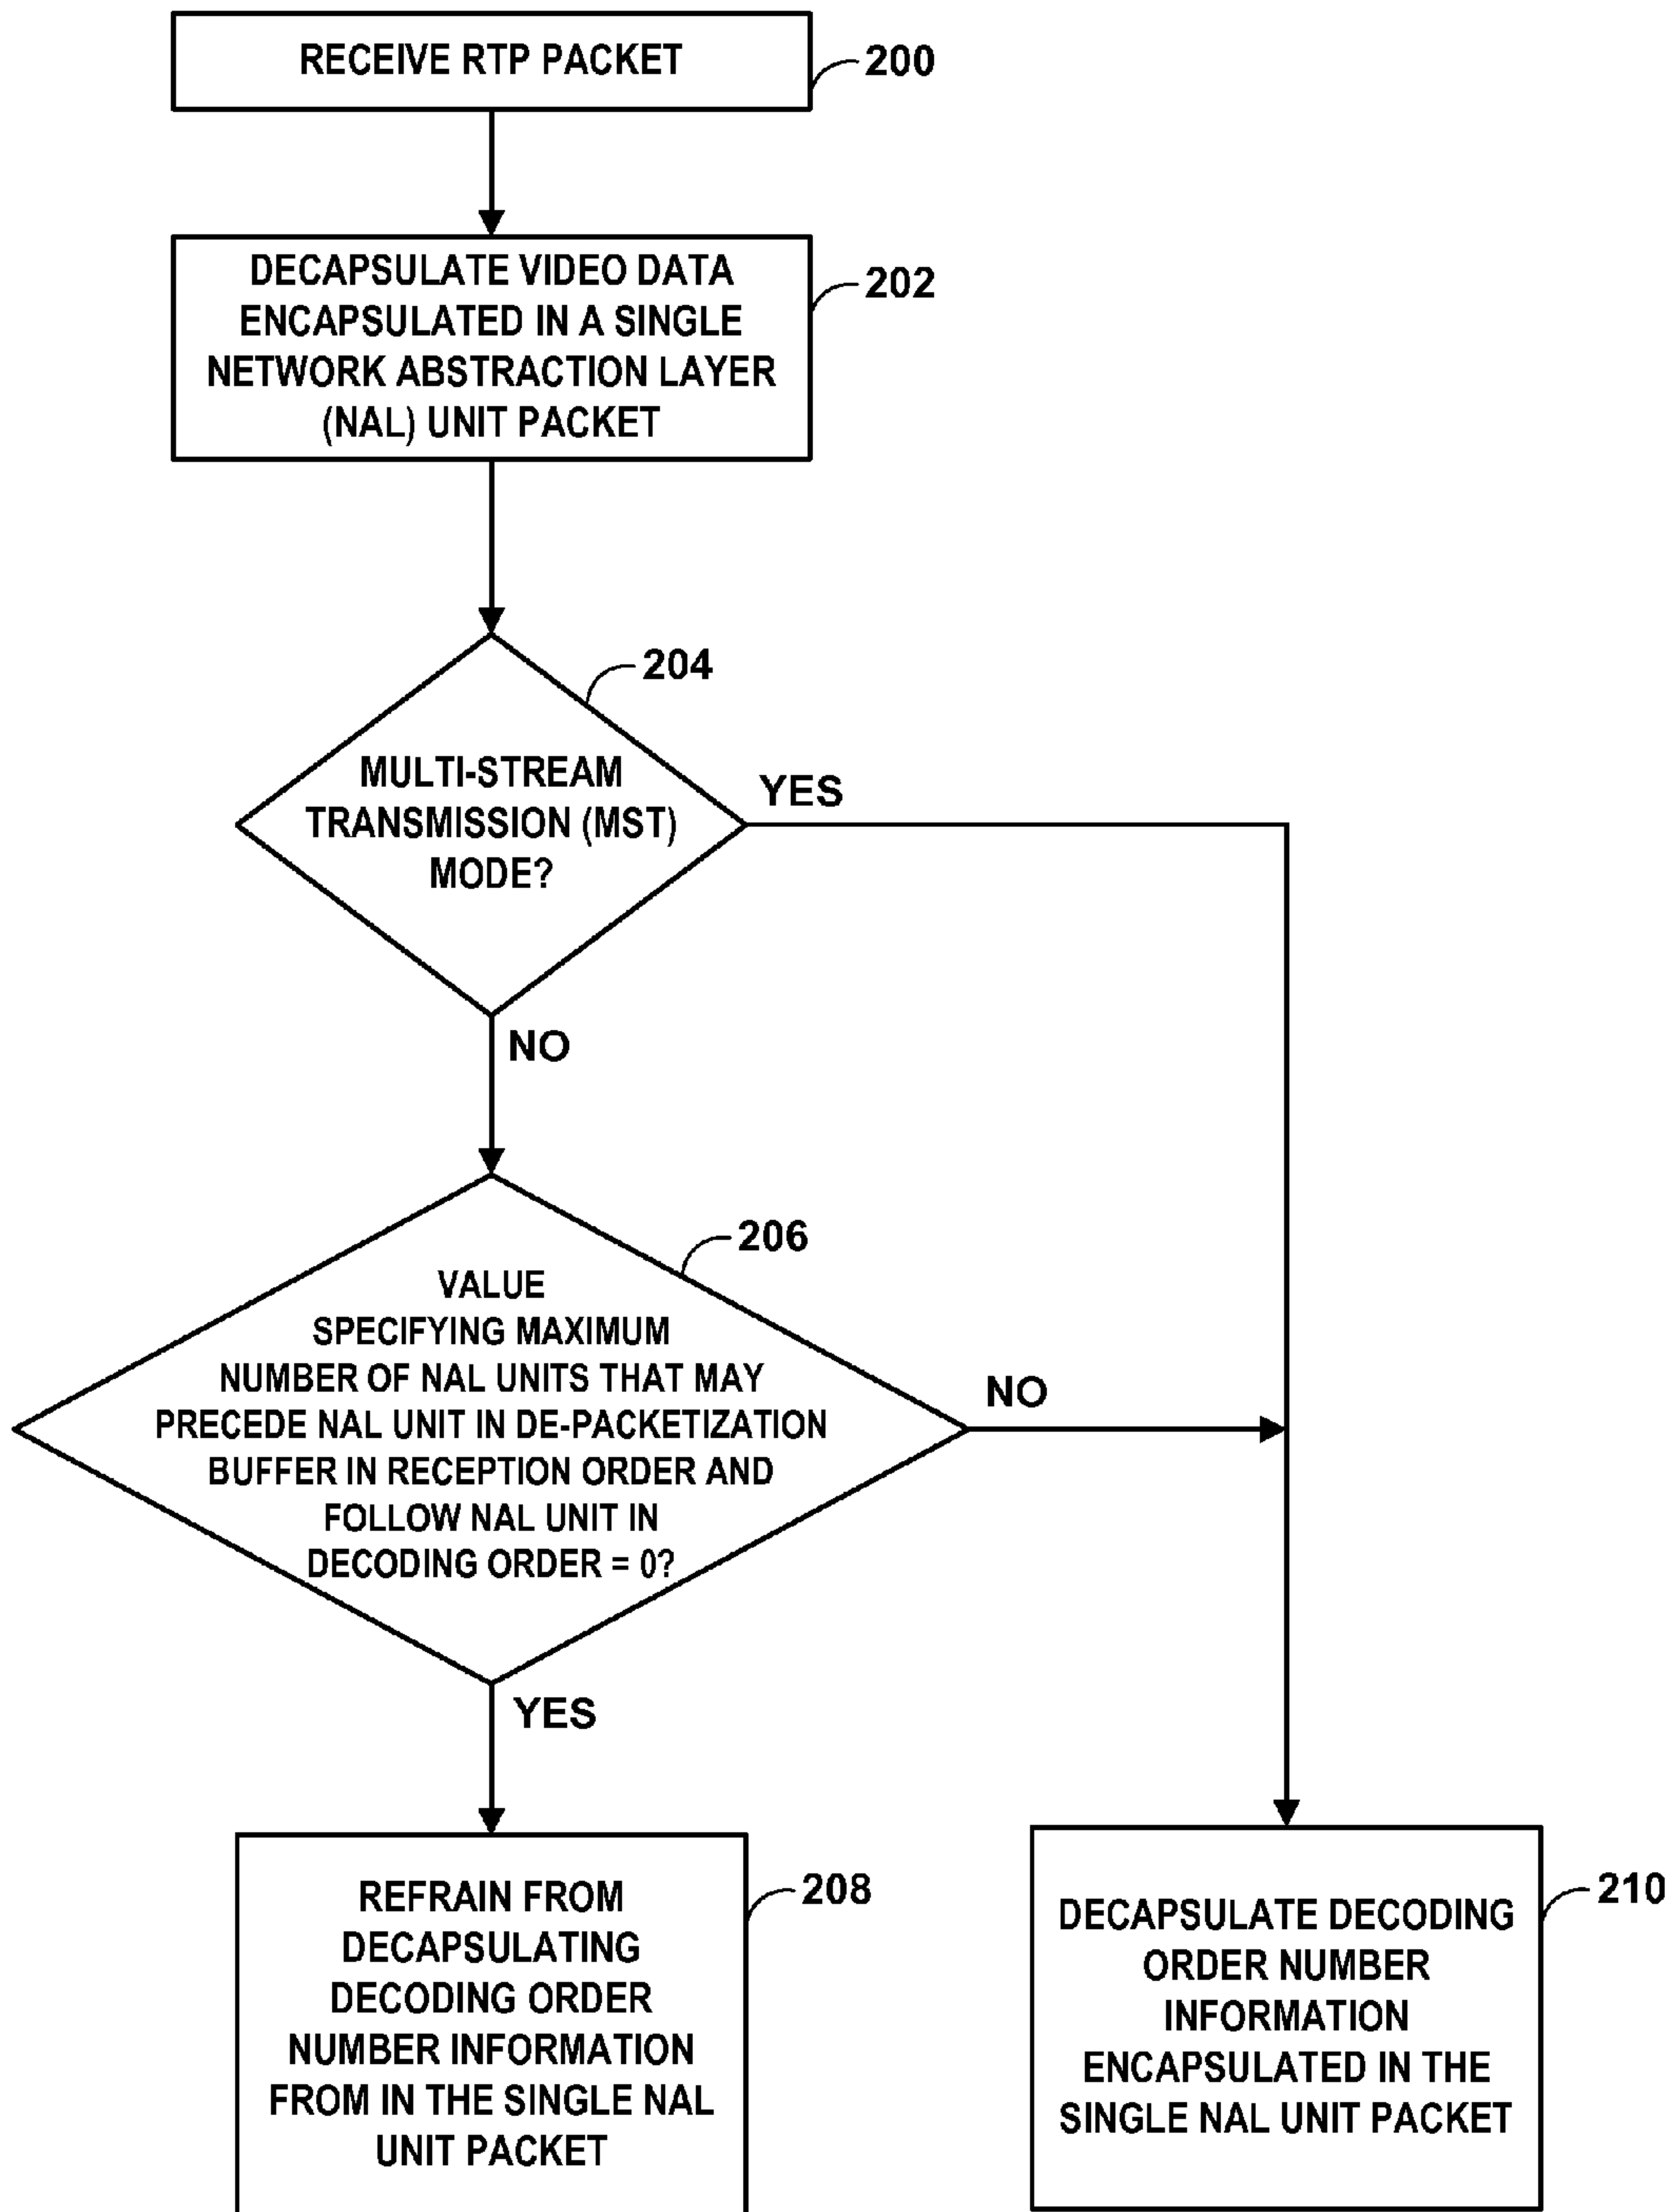 RECEIVE RTP PACKET
200
DECAPSULATE VIDEO DATA
ENCAPSULATED IN A SINGLE
NETWORK ABSTRACTION LAYER
(NAL) UNIT PACKET
202
204
MULTI-STREAM
TRANSMISSION (MST)
MODE?
YES
NO
206
VALUE
SPECIFYING MAXIMUM
NUMBER OF NAL UNITS THAT MAY
PRECEDE NAL UNIT IN DE-PACKETIZATION
BUFFER IN RECEPTION ORDER AND
FOLLOW NAL UNIT IN
DECODING ORDER = 0?
NO
YES
REFRAIN FROM
DECAPSULATING
DECODING ORDER
NUMBER INFORMATION
FROM IN THE SINGLE NAL
UNIT PACKET
208
DECAPSULATE DECODING
ORDER NUMBER
INFORMATION
ENCAPSULATED IN THE
SINGLE NAL UNIT PACKET
210